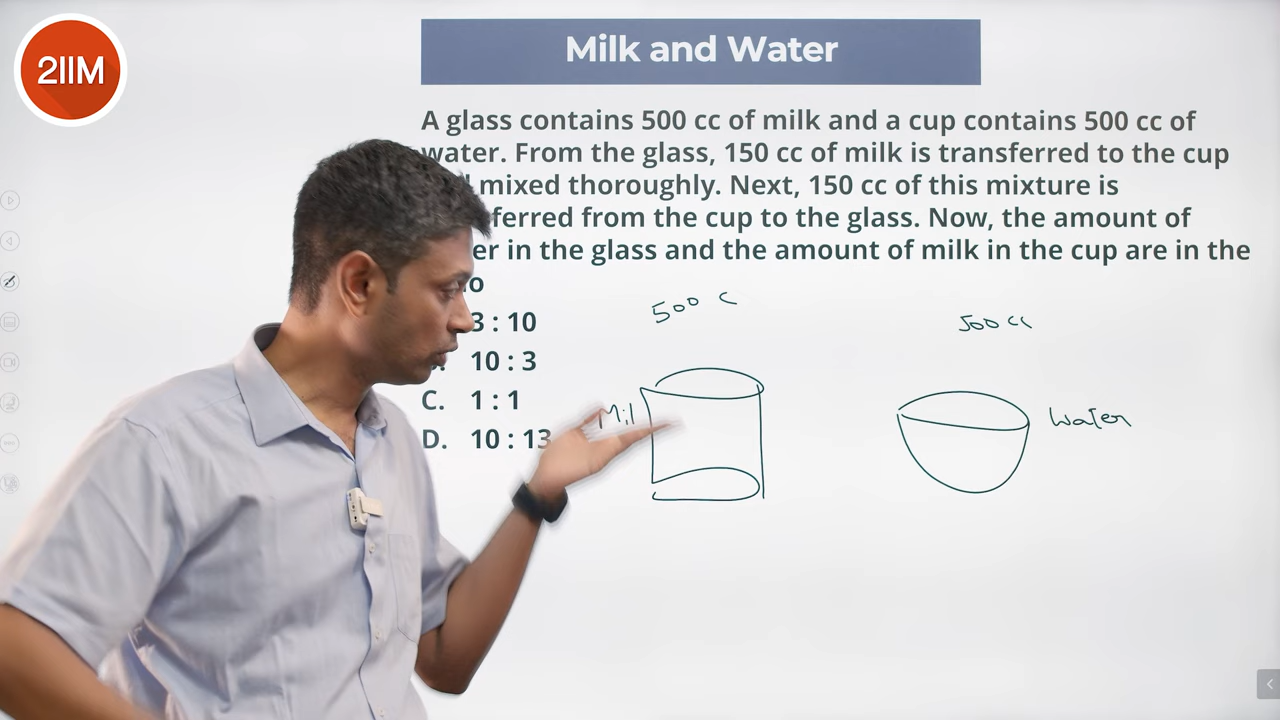 2IIM
Milk and Water
A glass contains 500 cc of milk and a cup contains 500 cc of
water. From the glass, 150 cc of milk is transferred to the cup
mixed thoroughly. Next, 150 cc of this mixture is
ferred from the cup to the glass. Now, the amount of
er in the glass and the amount of milk in the cup are in the
o
3 : 10
10 : 3
C. 1 : 1
D. 10 : 13
500 c
500 cc
Mil
Water